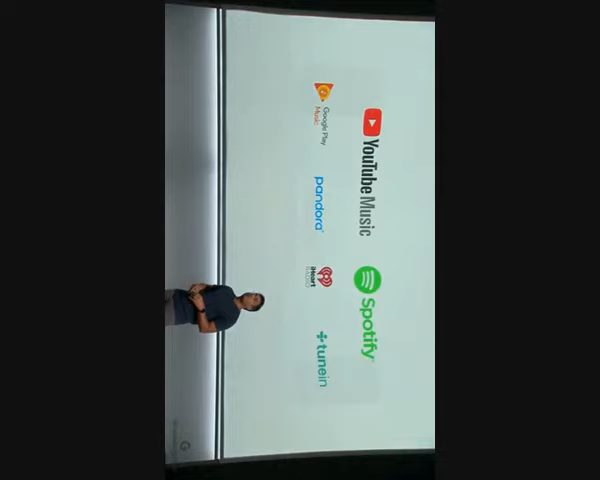 YouTube Music
Spotify
Google Play
Music
pandora
iHeart
RADIO
tunein
G